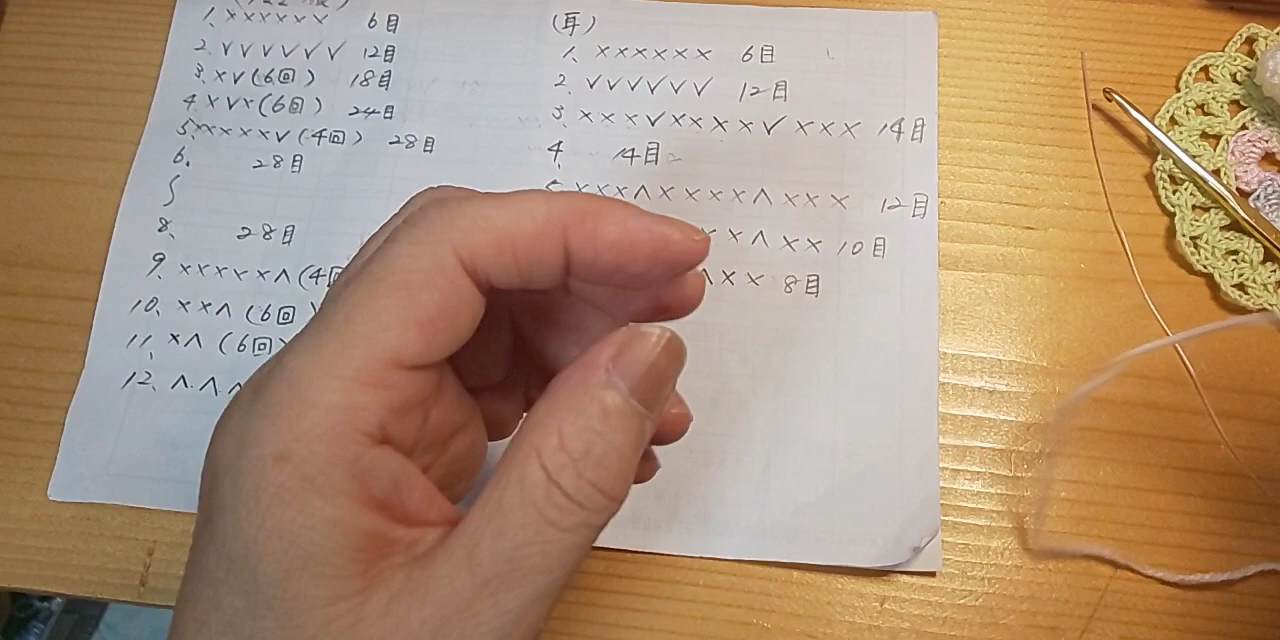 1. ×××××× 6目
2. ∨∨∨∨∨∨ 12目
3. ×∨(6回) 18目
4. ×∨×(6回) 24目
5. ×××××∨(4回) 28目
6. 28目
∫
8. 28目
9. ×××××∧(4回
10. ××∧(6回
11. ×∧(6回)
12. ∧.∧.∧
(耳)
1. ×××××× 6目
2. ∨∨∨∨∨∨ 12目
3. ×××∨××××∨××× 14目
4. 14目
5. ×××∧××××∧××× 12目
××∧×× 10目
∧×× 8目